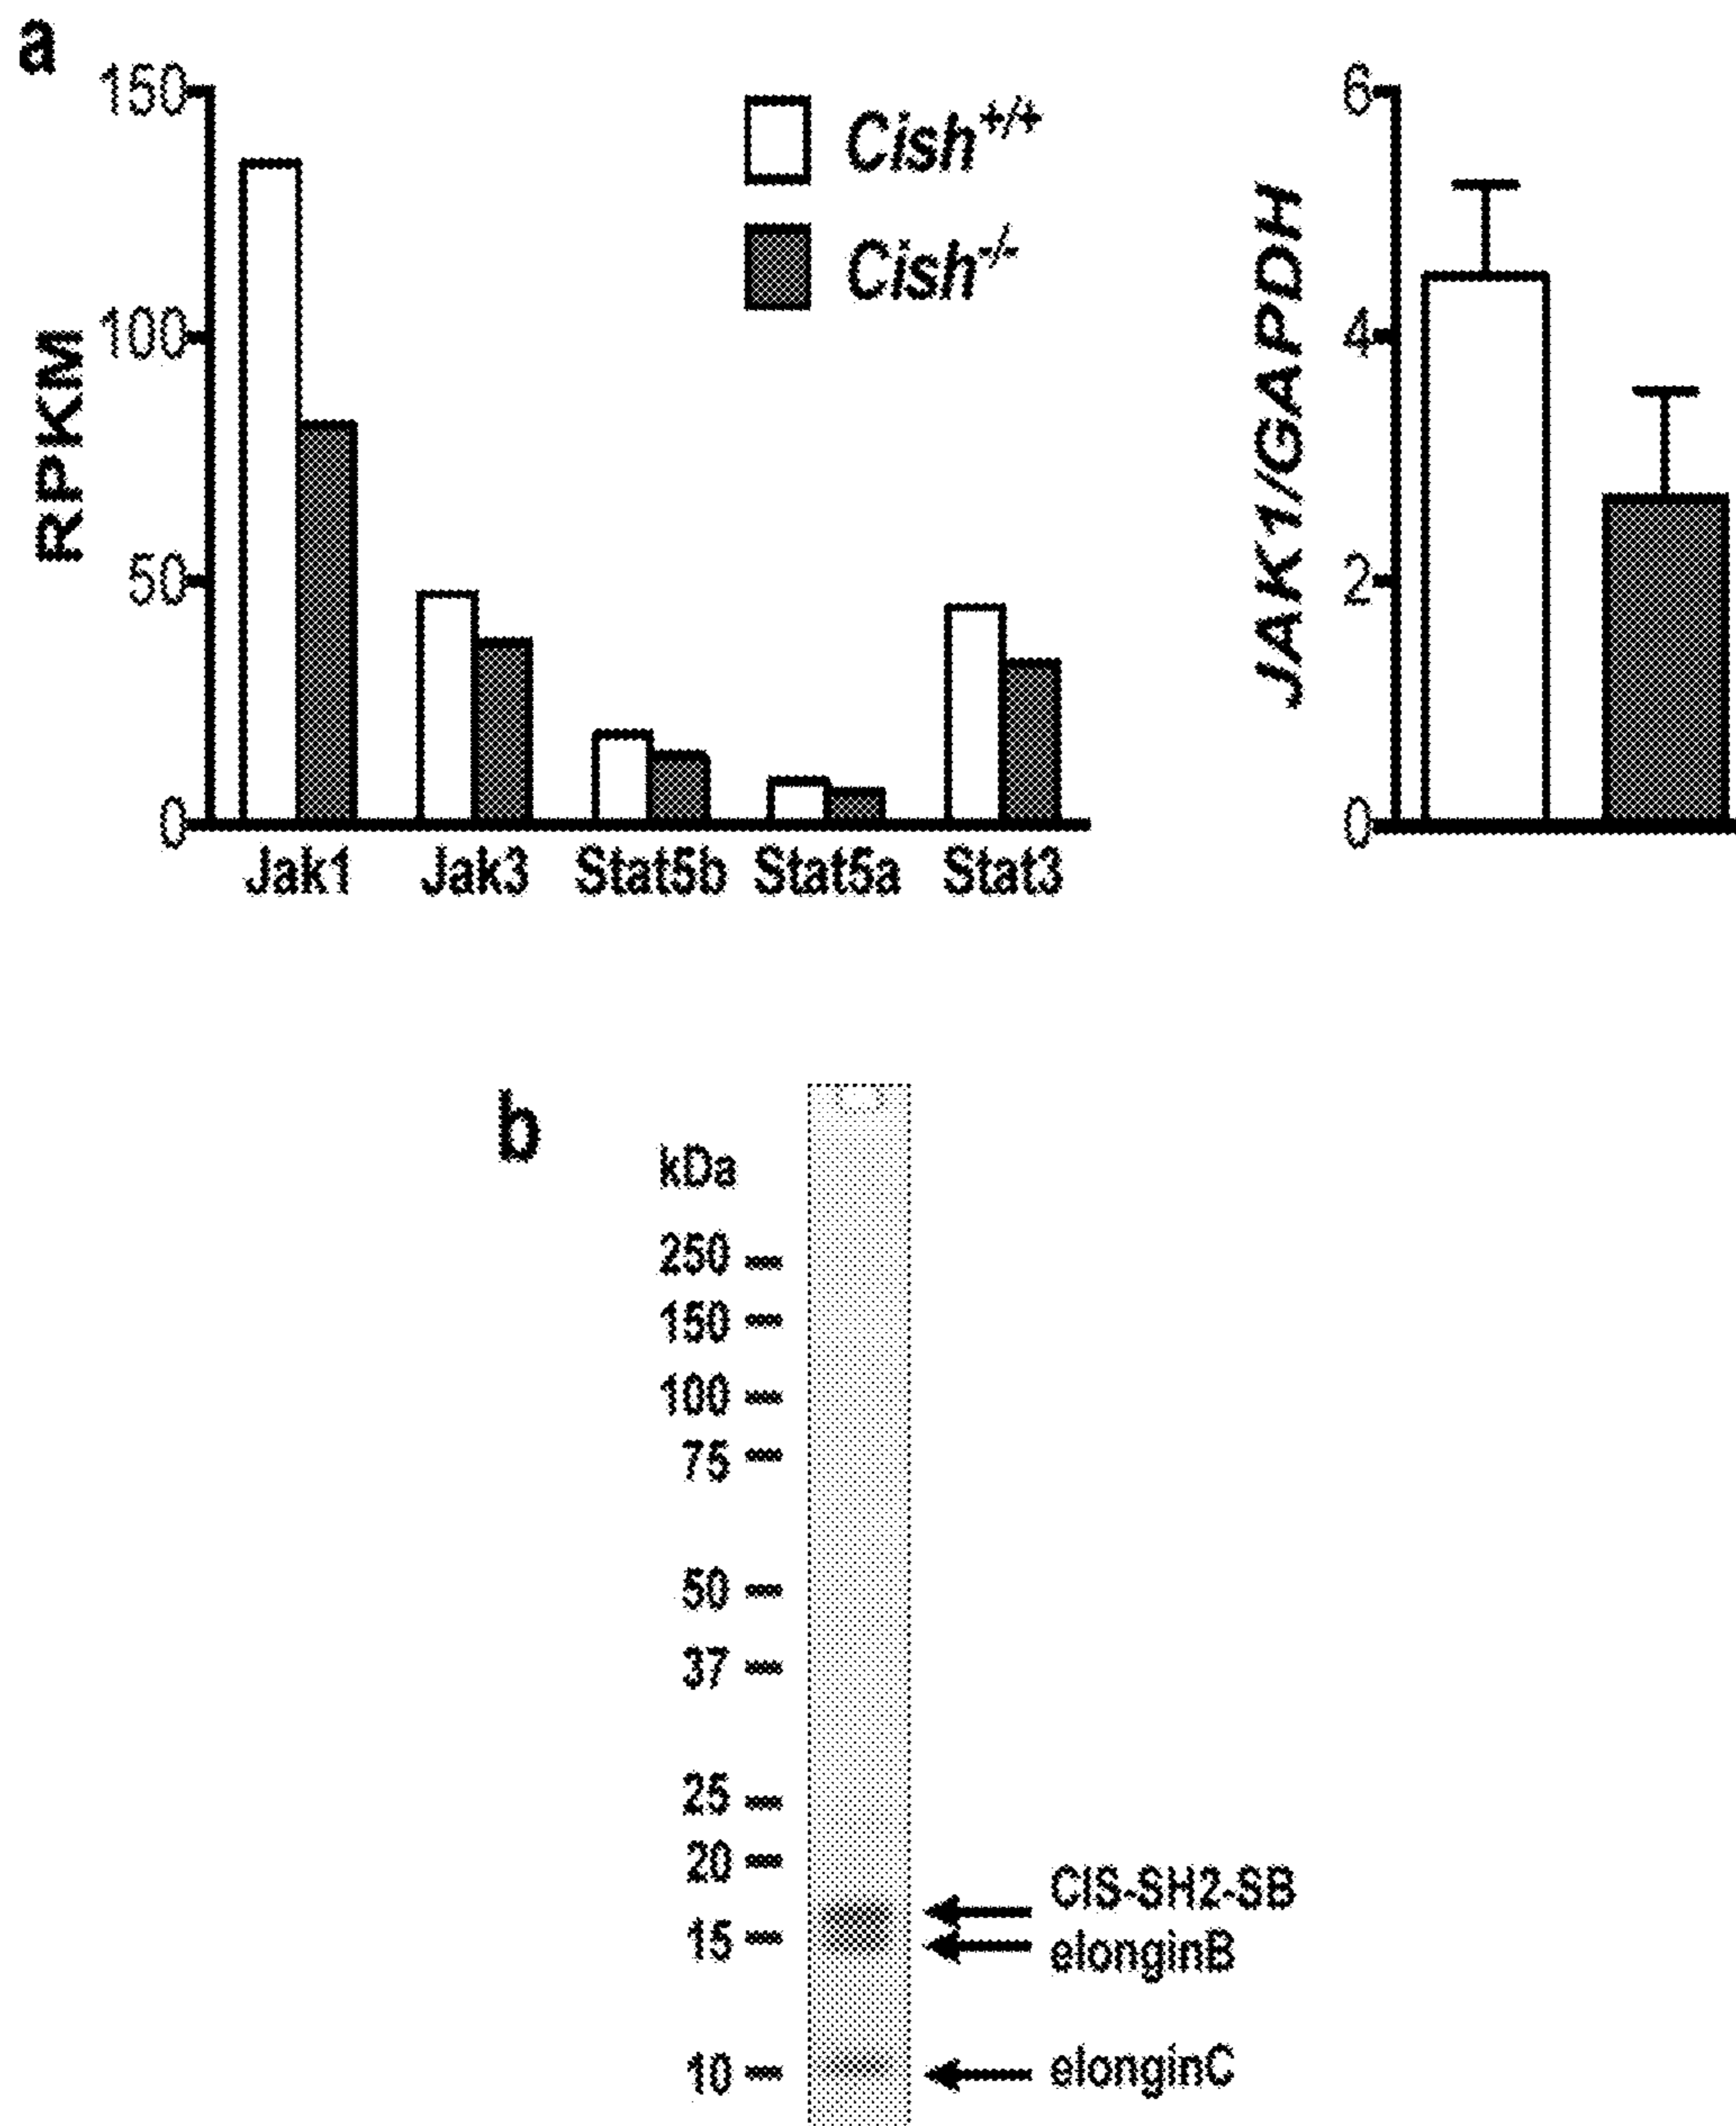 a
150
100
50
0
RPKM
Cish+/+
Cish-/-
Jak1 Jak3 Stat5b Stat5a Stat3
6
4
2
0
JAK1/GAPDH
b
kDa
250
150
100
75
50
37
25
20
15
10
CIS-SH2-SB
elonginB
elonginC